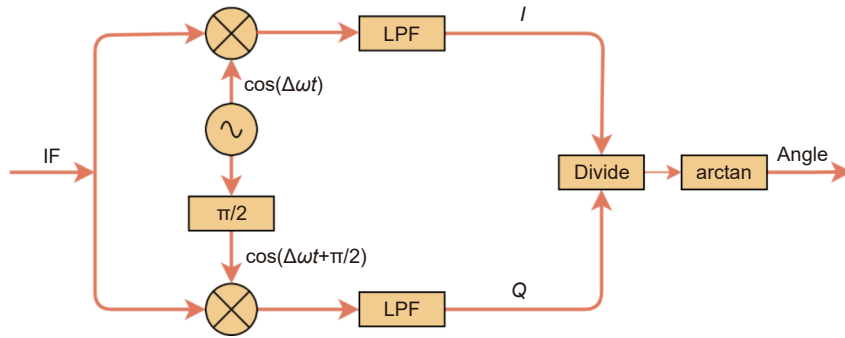 I
LPF
cos(Δωt)
IF
Angle
Divide
arctan
π/2
cos(Δωt+π/2)
Q
LPF